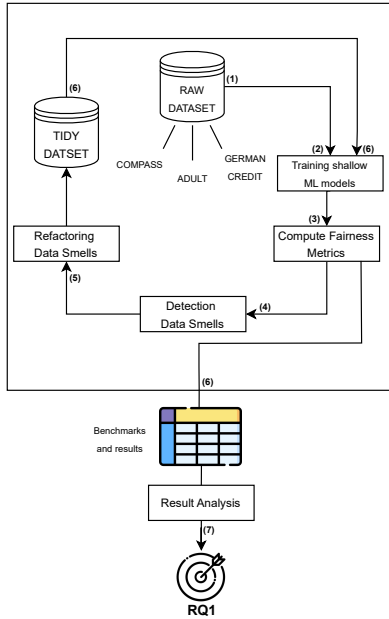 (6)
(1)
RAW
DATASET
TIDY
DATSET
COMPASS
ADULT
GERMAN
CREDIT
(2)
(6)
Training shallow
ML models
(3)
Refactoring
Data Smells
Compute Fairness
Metrics
(5)
(4)
Detection
Data Smells
(6)
Benchmarks
and results
Result Analysis
(7)
RQ1